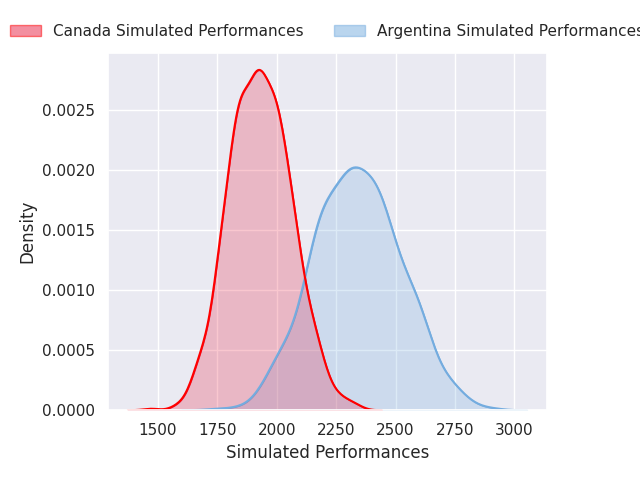 Canada Simulated Performances Argentina Simulated Performances
0.0025
0.0020
0.0015
0.0010
0.0005
0.0000
Density
1500 1750 2000 2250 2500 2750 3000
Simulated Performances